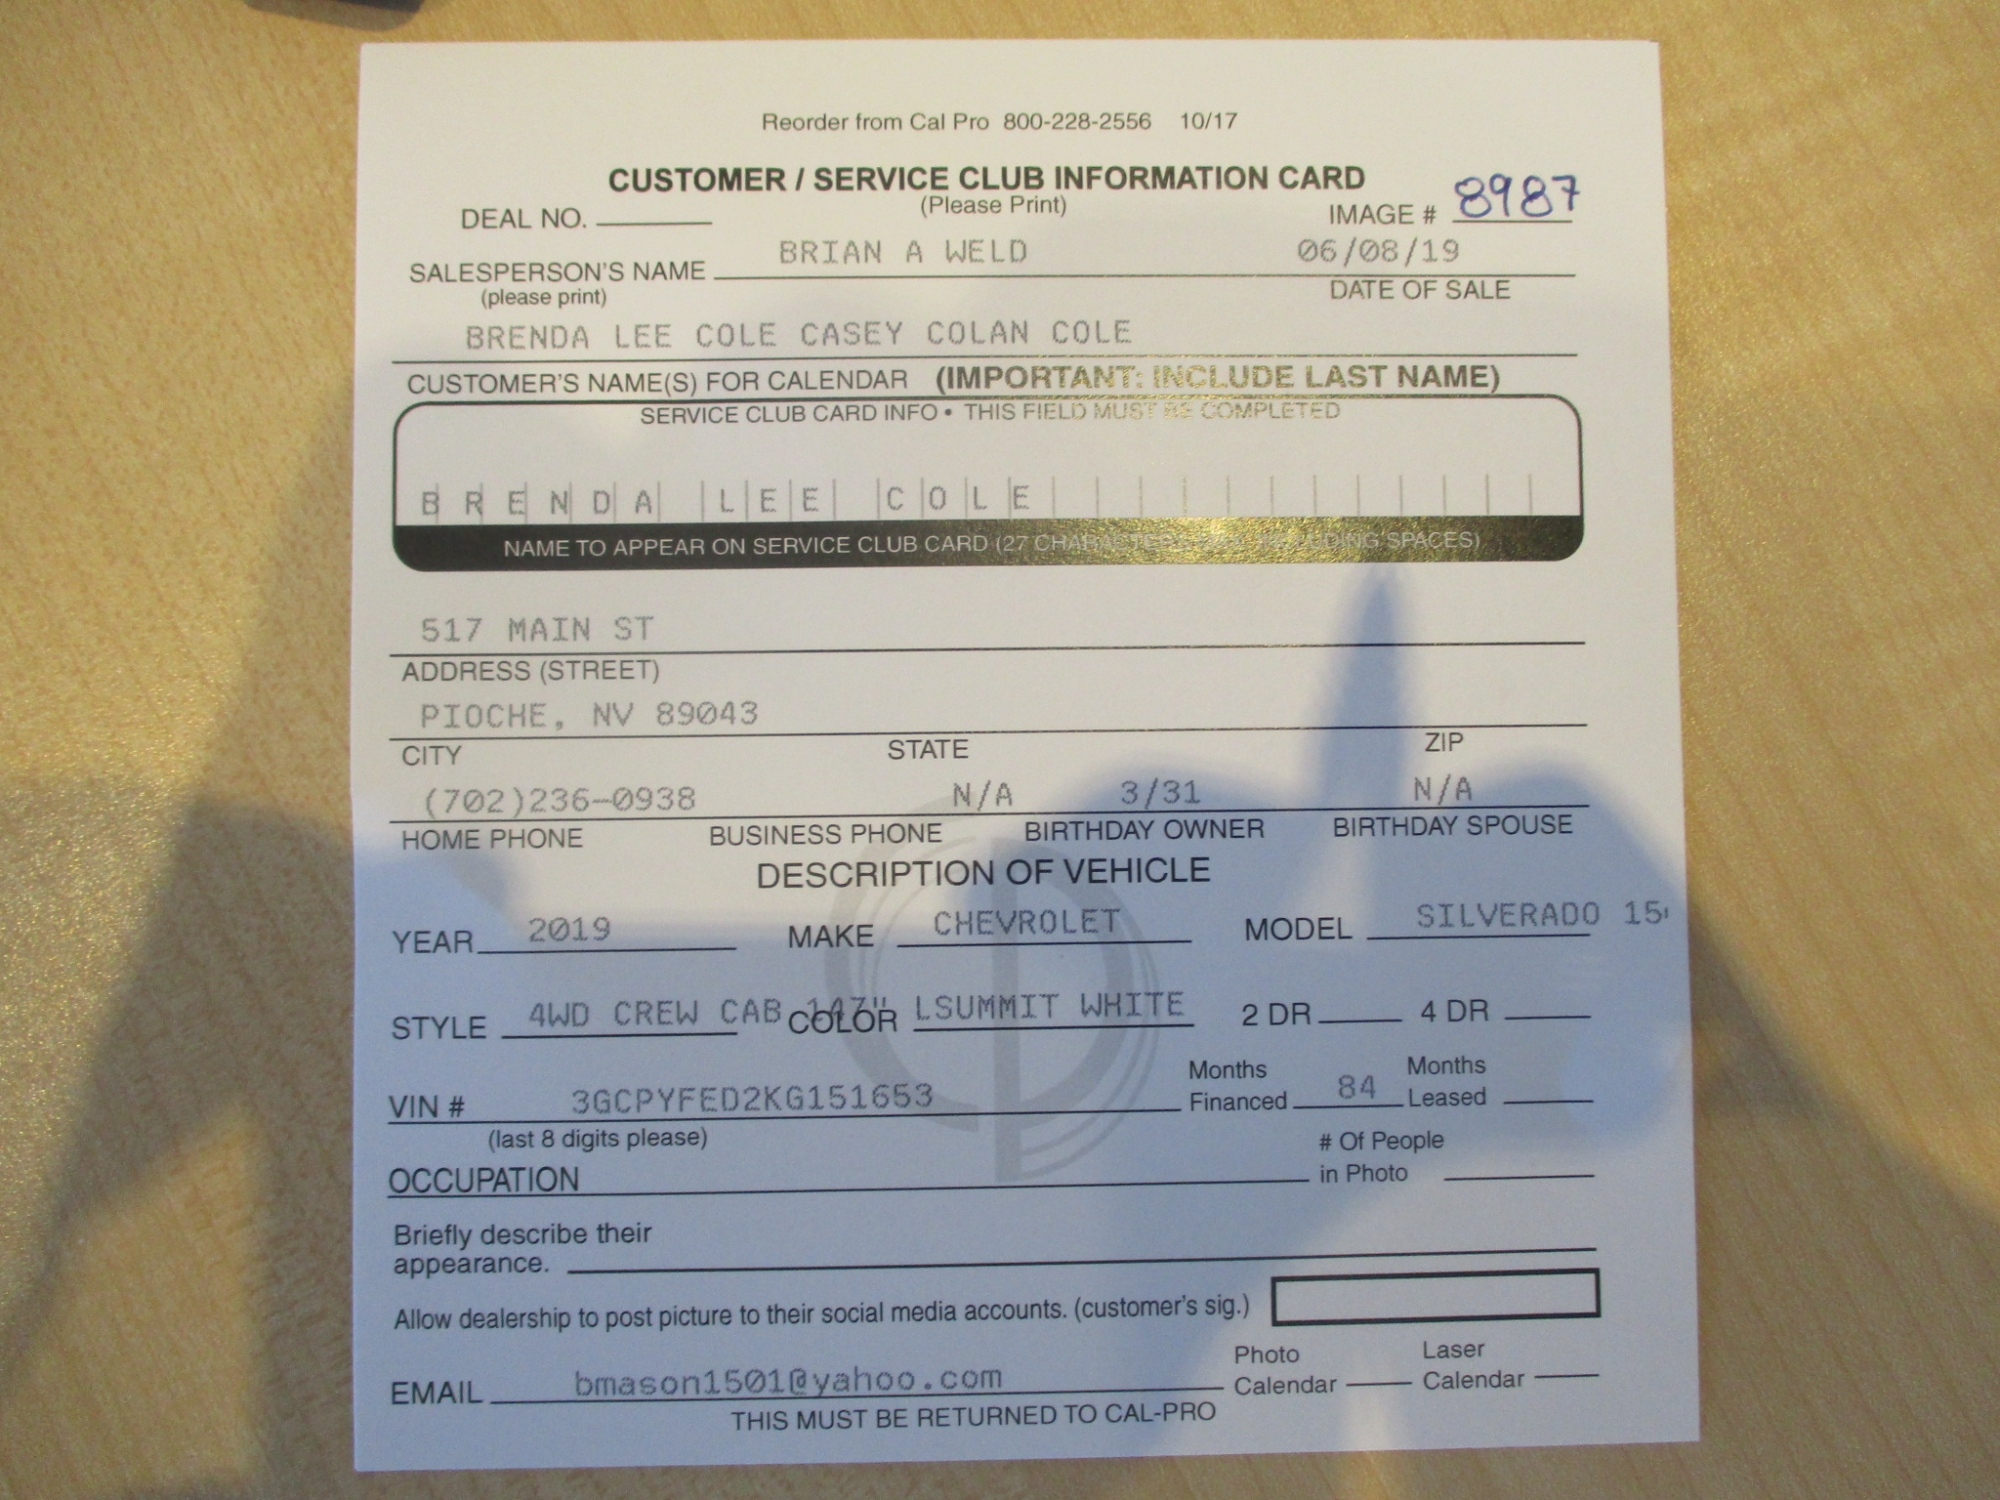 Reorder from Cal Pro 800-228-2556 10/17
CUSTOMER / SERVICE CLUB INFORMATION CARD
(Please Print)
DEAL NO. IMAGE # 8987
SALESPERSON'S NAME BRIAN A WELD 06/08/19
(please print) DATE OF SALE
BRENDA LEE COLE CASEY COLAN COLE
CUSTOMER'S NAME(S) FOR CALENDAR (IMPORTANT: INCLUDE LAST NAME)
SERVICE CLUB CARD INFO • THIS FIELD MUST BE COMPLETED
BRENDA LEE COLE
NAME TO APPEAR ON SERVICE CLUB CARD (27 CHARACTERS INCLUDING SPACES)
517 MAIN ST
ADDRESS (STREET)
PIOCHE, NV 89043
CITY STATE ZIP
(702)236-0938 N/A 3/31 N/A
HOME PHONE BUSINESS PHONE BIRTHDAY OWNER BIRTHDAY SPOUSE
DESCRIPTION OF VEHICLE
YEAR 2019 MAKE CHEVROLET MODEL SILVERADO 15
STYLE 4WD CREW CAB 147" COLOR LSUMMIT WHITE 2 DR 4 DR
VIN # 3GCPYFED2KG151653 Months Financed 84 Months Leased
(last 8 digits please)
OCCUPATION # Of People in Photo
Briefly describe their
appearance.
Allow dealership to post picture to their social media accounts. (customer's sig.)
EMAIL bmason1501@yahoo.com Photo Calendar Laser Calendar
THIS MUST BE RETURNED TO CAL-PRO